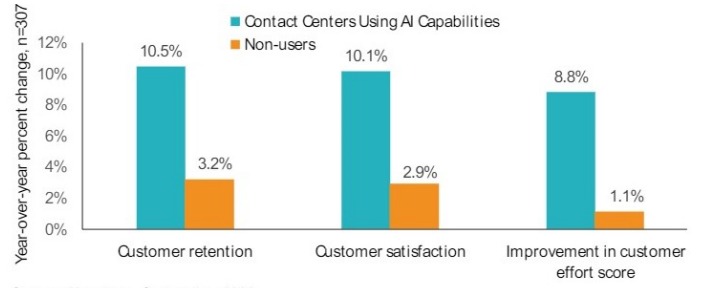 Contact Centers Using AI Capabilities
Non-users
Year-over-year percent change, n=307
12%
10%
8%
6%
4%
2%
0%
10.5%
3.2%
10.1%
2.9%
8.8%
1.1%
Customer retention
Customer satisfaction
Improvement in customer
effort score